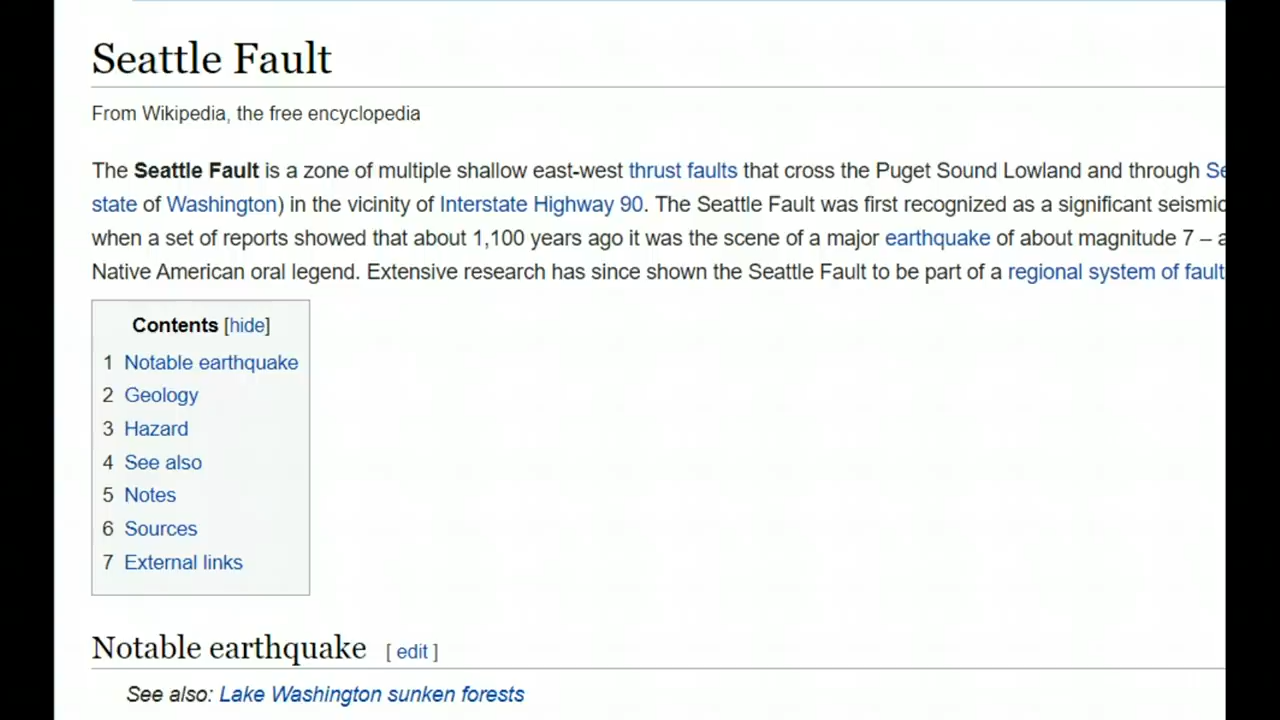 Seattle Fault
From Wikipedia, the free encyclopedia
The Seattle Fault is a zone of multiple shallow east-west thrust faults that cross the Puget Sound Lowland and through
state of Washington) in the vicinity of Interstate Highway 90. The Seattle Fault was first recognized as a significant
when a set of reports showed that about 1,100 years ago it was the scene of a major earthquake of about magnitude 7 –
Native American oral legend. Extensive research has since shown the Seattle Fault to be part of a regional system of fault
Contents [hide]
1 Notable earthquake
2 Geology
3 Hazard
4 See also
5 Notes
6 Sources
7 External links
Notable earthquake [ edit ]
See also: Lake Washington sunken forests